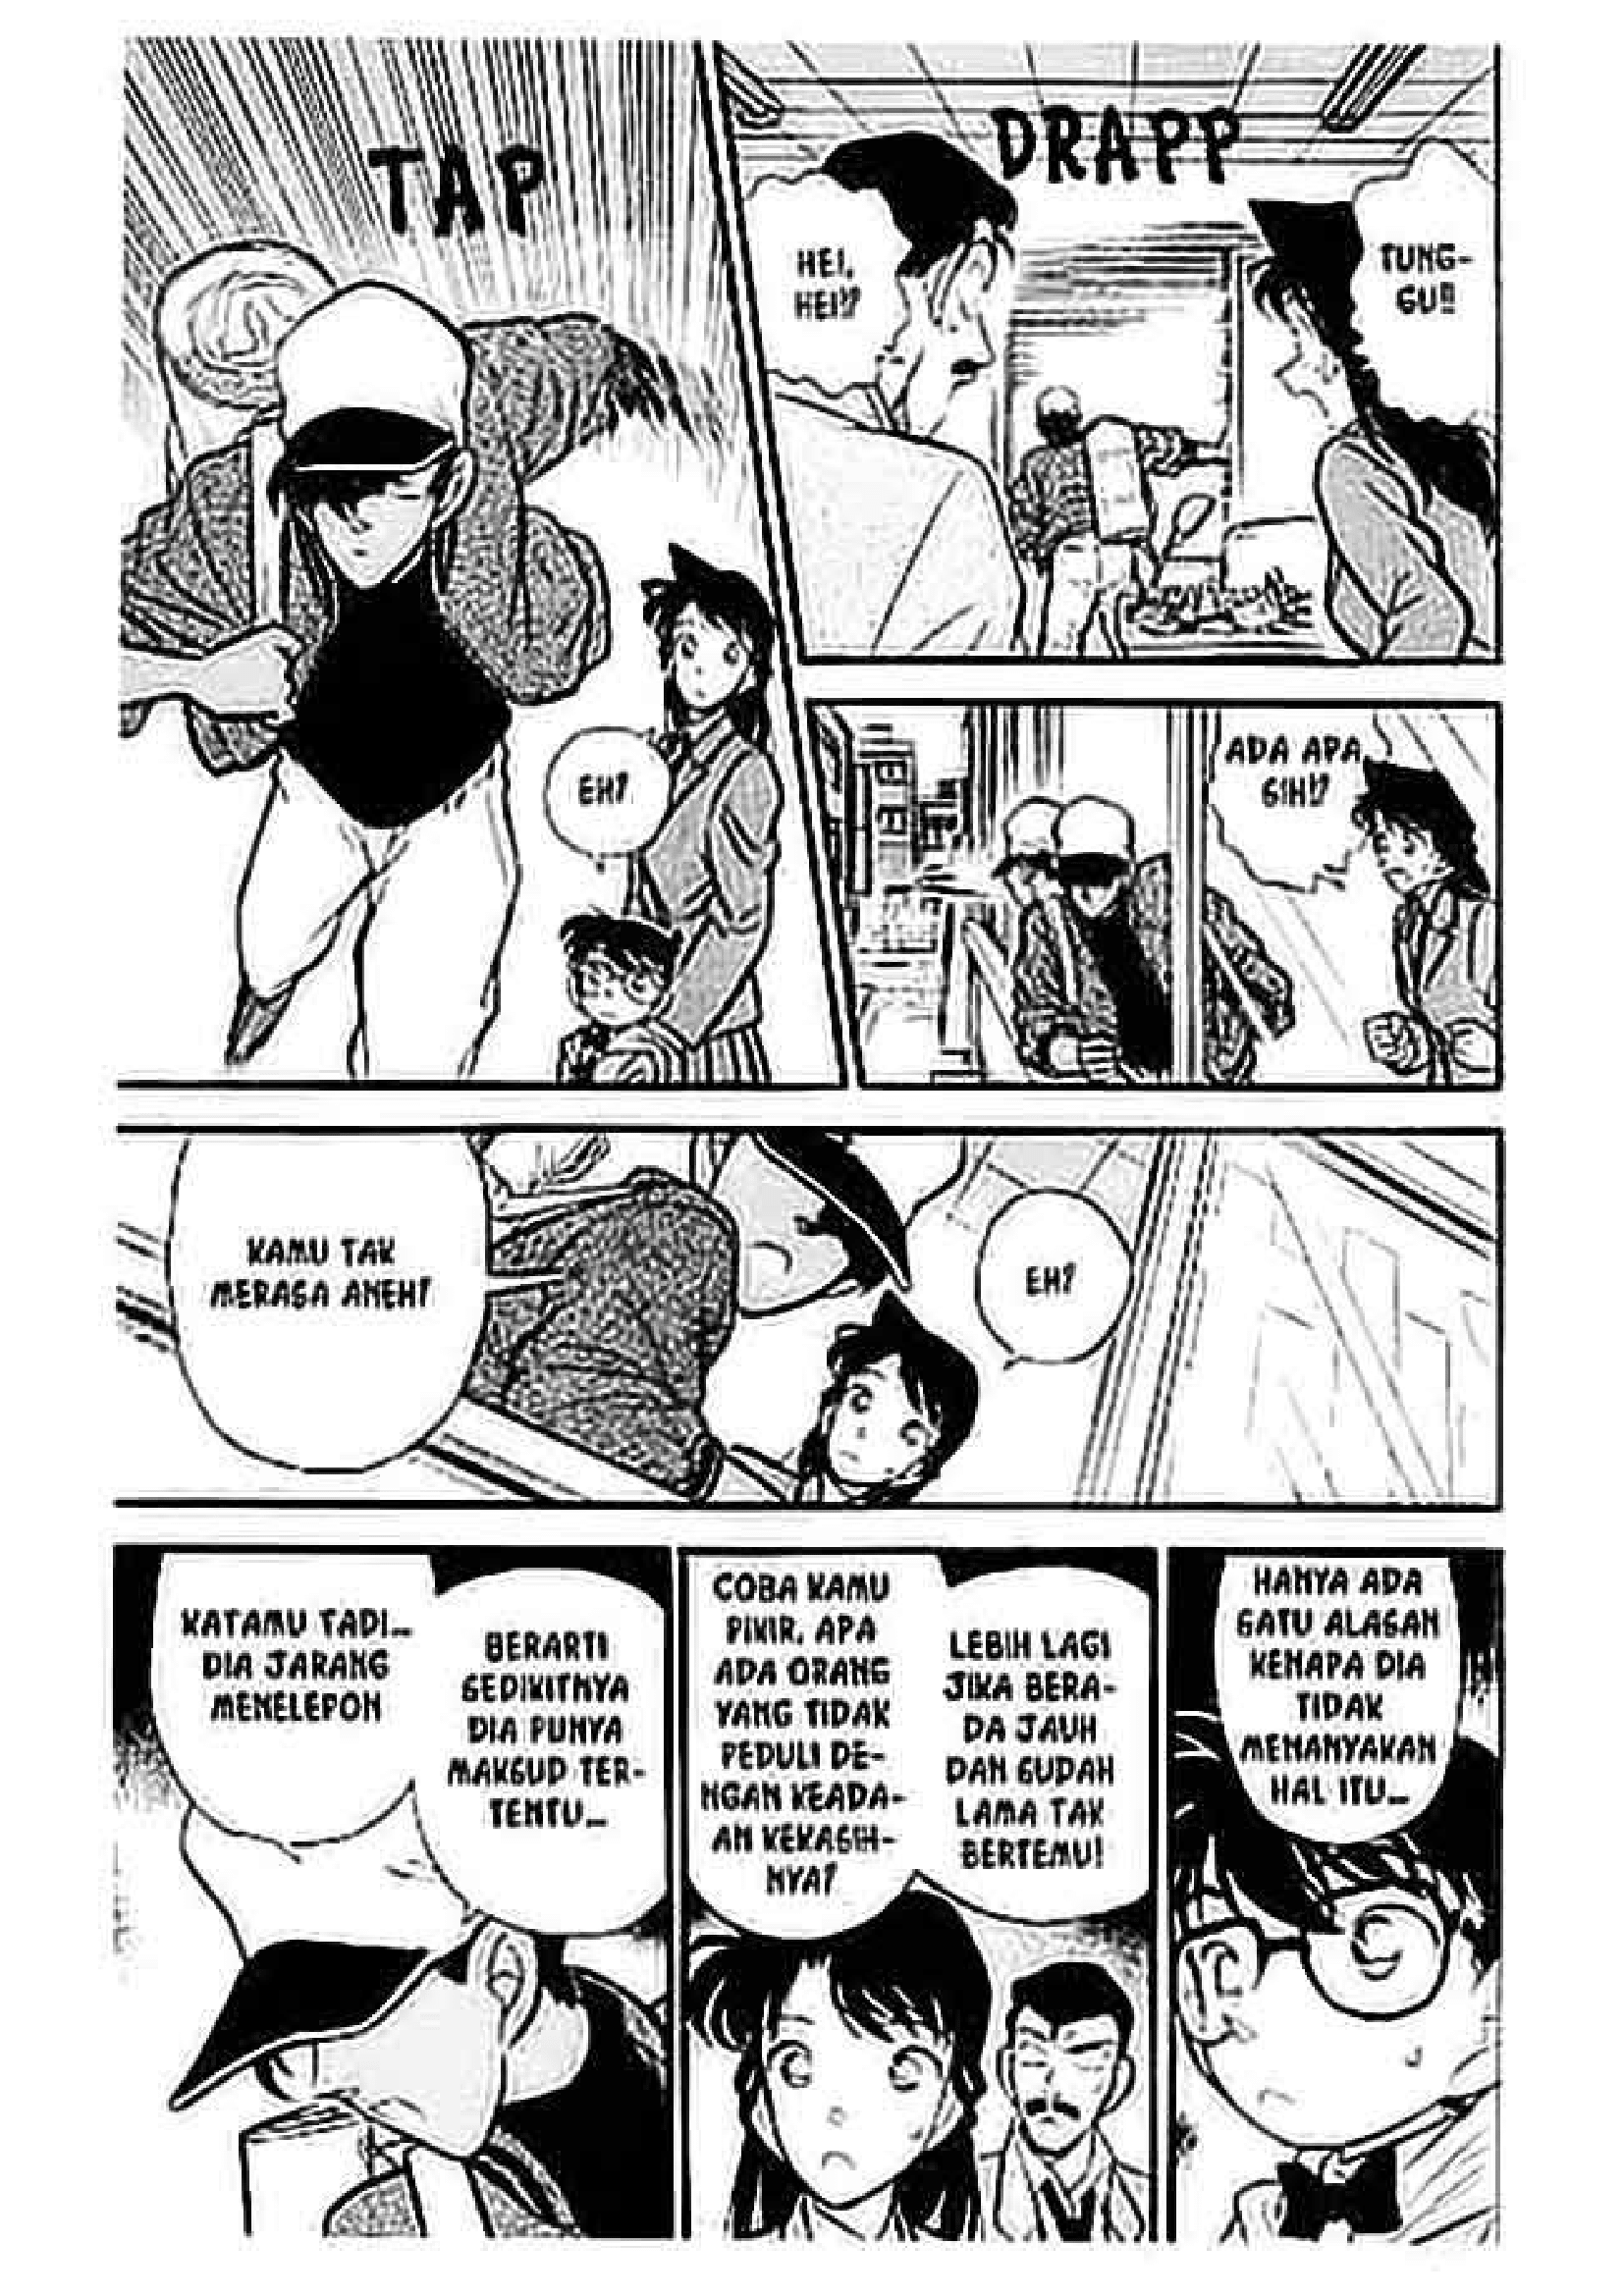 DRAPP
TUNG-
GU!!
HEI,
HEI!?
ADA APA
SIH!?
TAP
EH?
EH?
KAMU TAK
MERASA ANEH?
HANYA ADA
SATU ALASAN
KENAPA DIA
TIDAK
MENANYAKAN
HAL ITU...
LEBIH LAGI
JIKA BERA-
DA JAUH
DAN SUDAH
LAMA TAK
BERTEMU!
COBA KAMU
PIKIR, APA
ADA ORANG
YANG TIDAK
PEDULI DE-
NGAN KEADA-
AN KEKASIH-
NYA?
BERARTI
SEDIKITNYA
DIA PUNYA
MAKSUD TER-
TENTU...
KATAMU TADI...
DIA JARANG
MENELEPON